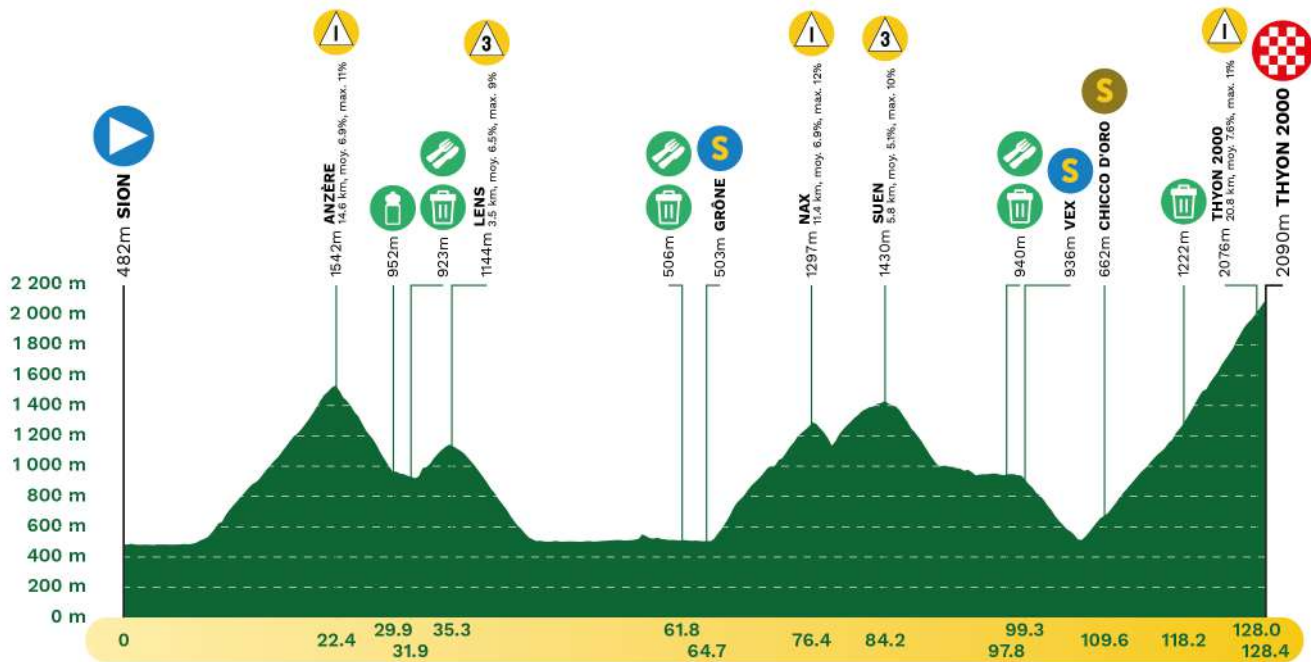 I
3
I
3
I
S
S
S
SION
482m
ANZÈRE
14.6 km, moy. 6.9%, max. 11%
1542m
952m
923m
LENS
3.5 km, moy. 6.5%, max. 9%
1144m
506m
GRÔNE
503m
NAX
11.4 km, moy. 6.9%, max. 12%
1297m
SUEN
5.8 km, moy. 5.1%, max. 10%
1430m
940m
VEX
936m
CHICCO D'ORO
662m
1222m
THYON 2000
20.8 km, moy. 7.6%, max. 11%
2076m
THYON 2000
2090m
2 200 m
2 000 m
1 800 m
1 600 m
1 400 m
1 200 m
1 000 m
800 m
600 m
400 m
200 m
0 m
0
22.4
29.9
31.9
35.3
61.8
64.7
76.4
84.2
97.8
99.3
109.6
118.2
128.0
128.4